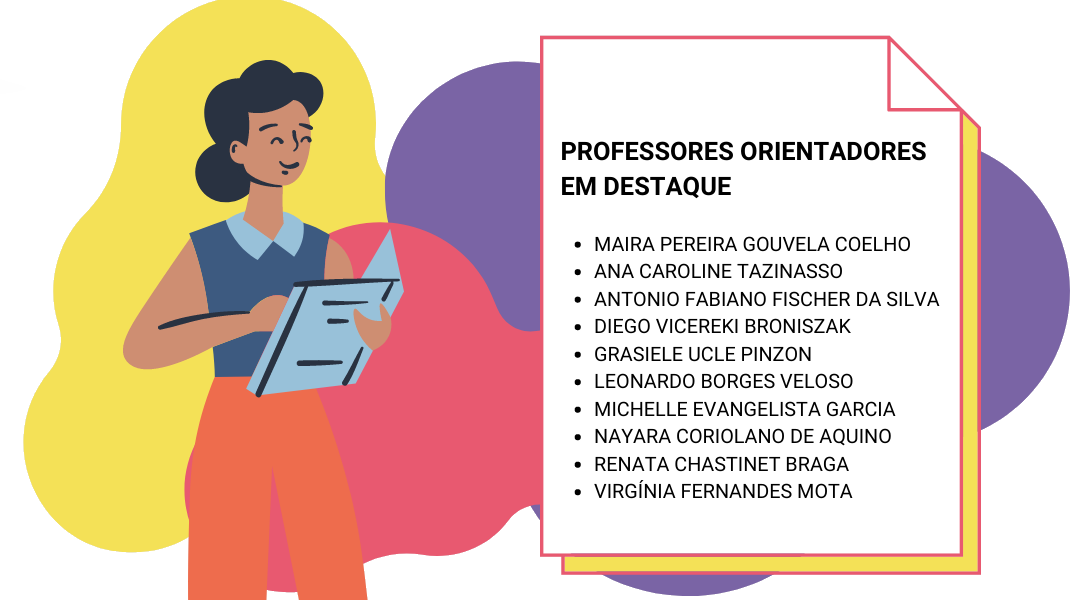 PROFESSORES ORIENTADORES
EM DESTAQUE
• MAIRA PEREIRA GOUVELA COELHO
• ANA CAROLINE TAZINASSO
• ANTONIO FABIANO FISCHER DA SILVA
• DIEGO VICEREKI BRONISZAK
• GRASIELE UCLE PINZON
• LEONARDO BORGES VELOSO
• MICHELLE EVANGELISTA GARCIA
• NAYARA CORIOLANO DE AQUINO
• RENATA CHASTINET BRAGA
• VIRGÍNIA FERNANDES MOTA